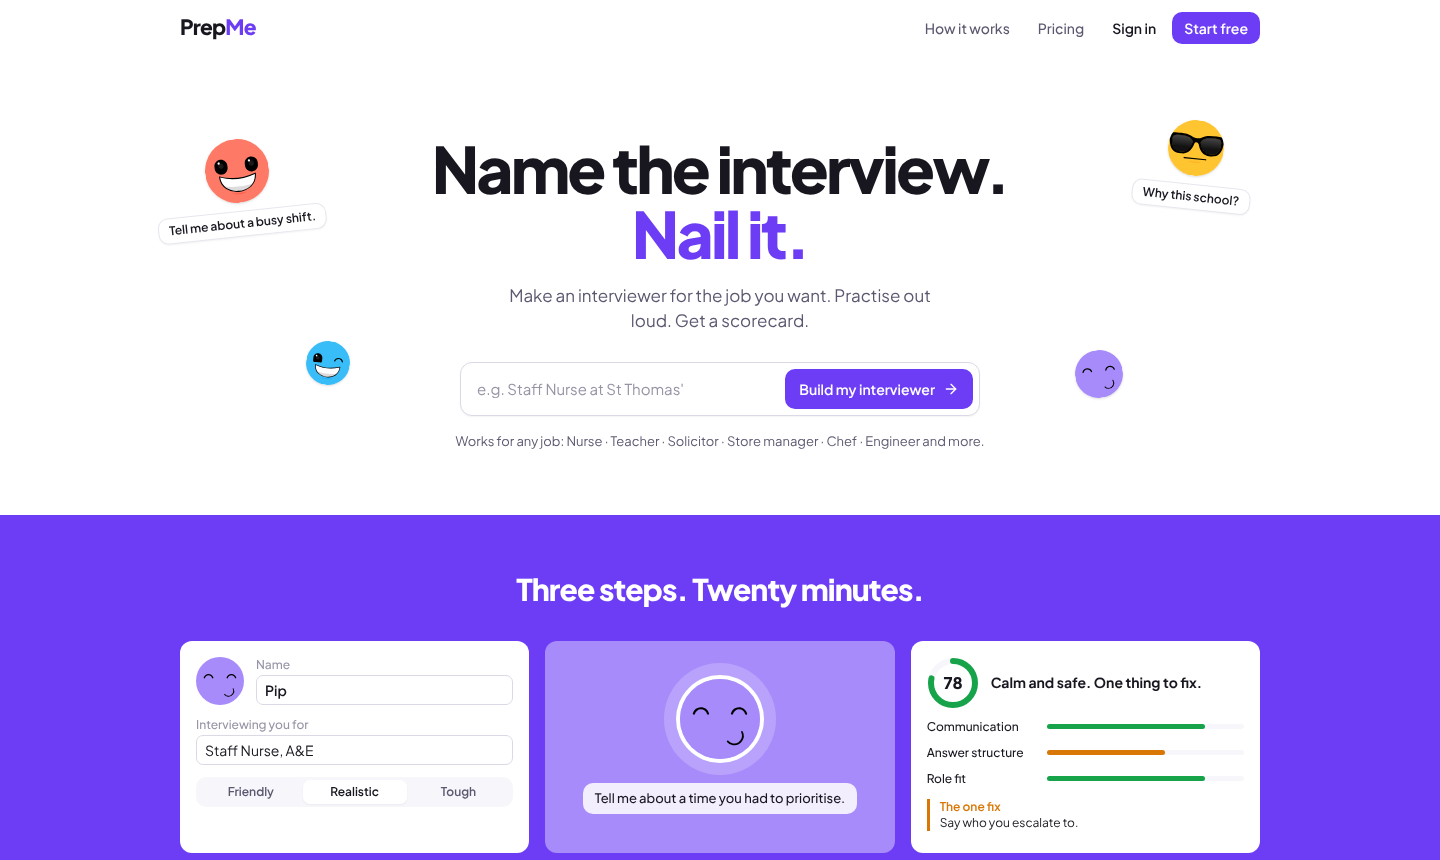 PrepMe
How it works
Pricing
Sign in
Start free
Name the interview.
Nail it.
Tell me about a busy shift.
Why this school?
Make an interviewer for the job you want. Practise out
loud. Get a scorecard.
e.g. Staff Nurse at St Thomas'
Build my interviewer
Works for any job: Nurse · Teacher · Solicitor · Store manager · Chef · Engineer and more.
Three steps. Twenty minutes.
Name
Pip
Interviewing you for
Staff Nurse, A&E
Friendly
Realistic
Tough
Tell me about a time you had to prioritise.
78
Calm and safe. One thing to fix.
Communication
Answer structure
Role fit
The one fix
Say who you escalate to.